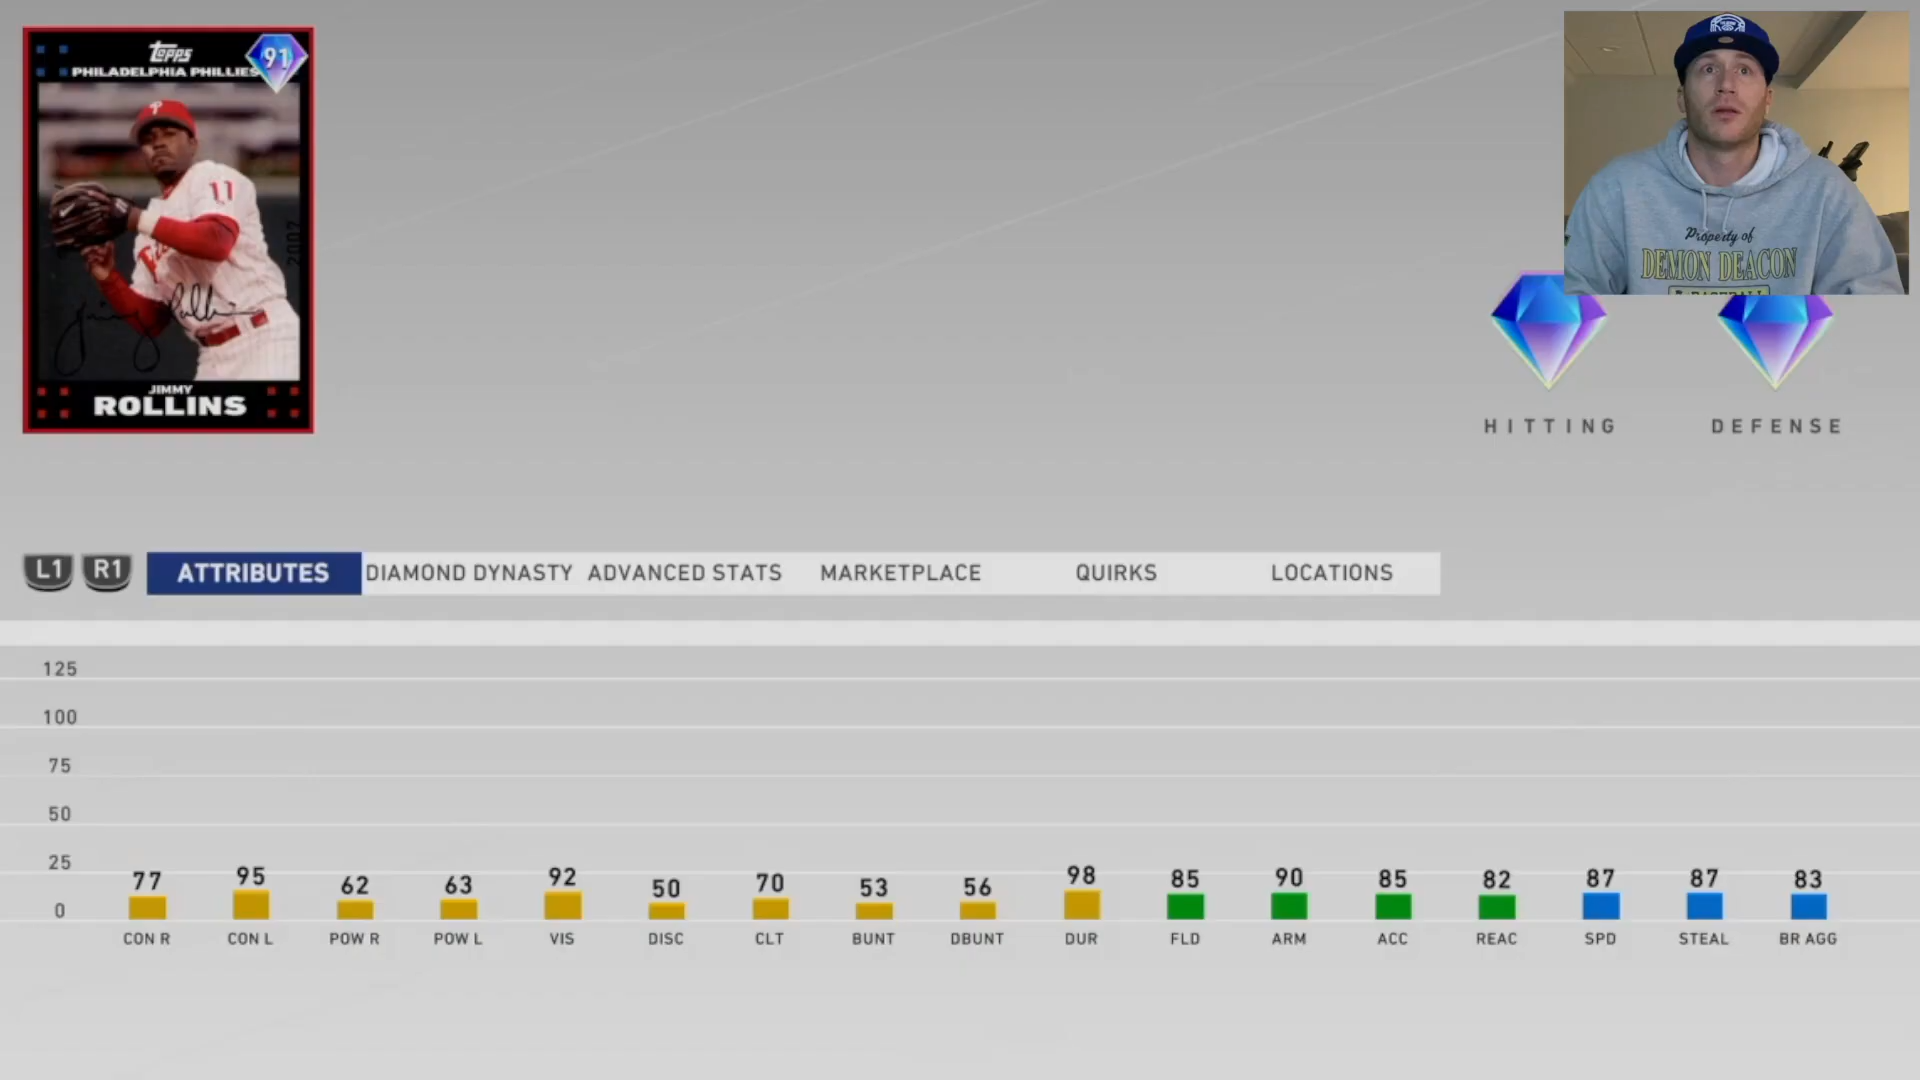 Topps
91
PHILADELPHIA PHILLIES
11
2007
JIMMY
ROLLINS
Property of
DEMON DEACON
BASEBALL
HITTING
DEFENSE
L1 R1 ATTRIBUTES DIAMOND DYNASTY ADVANCED STATS MARKETPLACE QUIRKS LOCATIONS
125
100
75
50
25
0
77 95 62 63 92 50 70 53 56 98 85 90 85 82 87 87 83
CON R CON L POW R POW L VIS DISC CLT BUNT DBUNT DUR FLD ARM ACC REAC SPD STEAL BR AGG